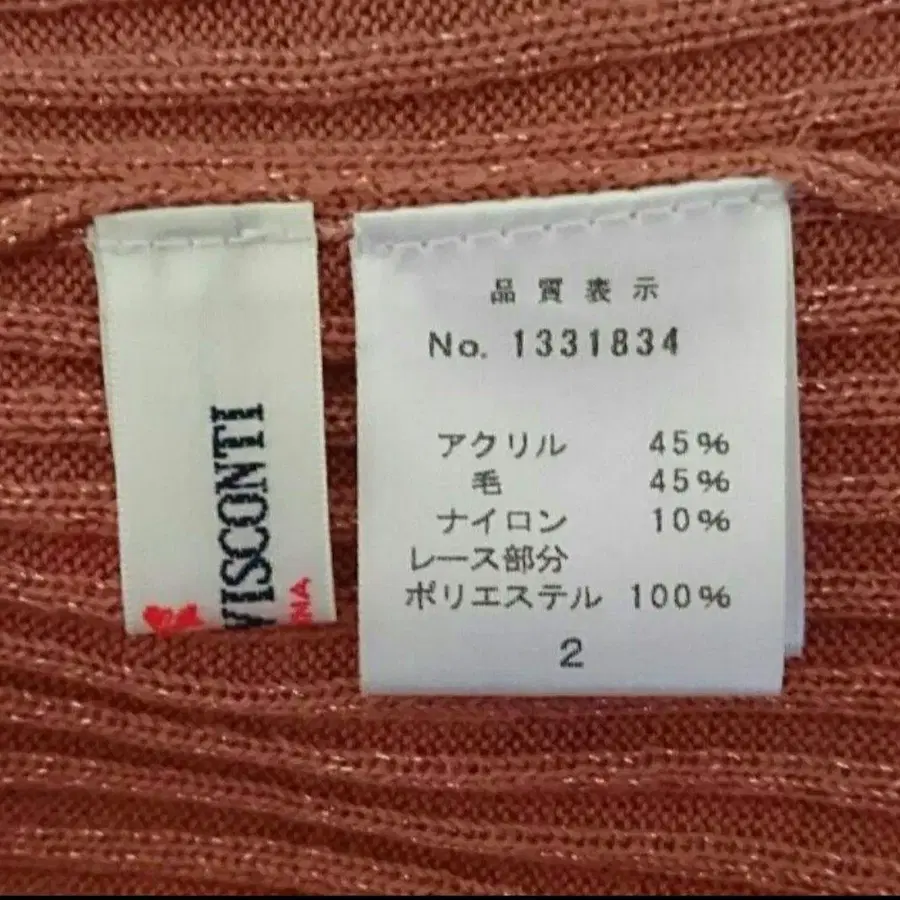 VISCONTI
品質表示
No. 1331834
アクリル 45%
毛 45%
ナイロン 10%
レース部分
ポリエステル 100%
2